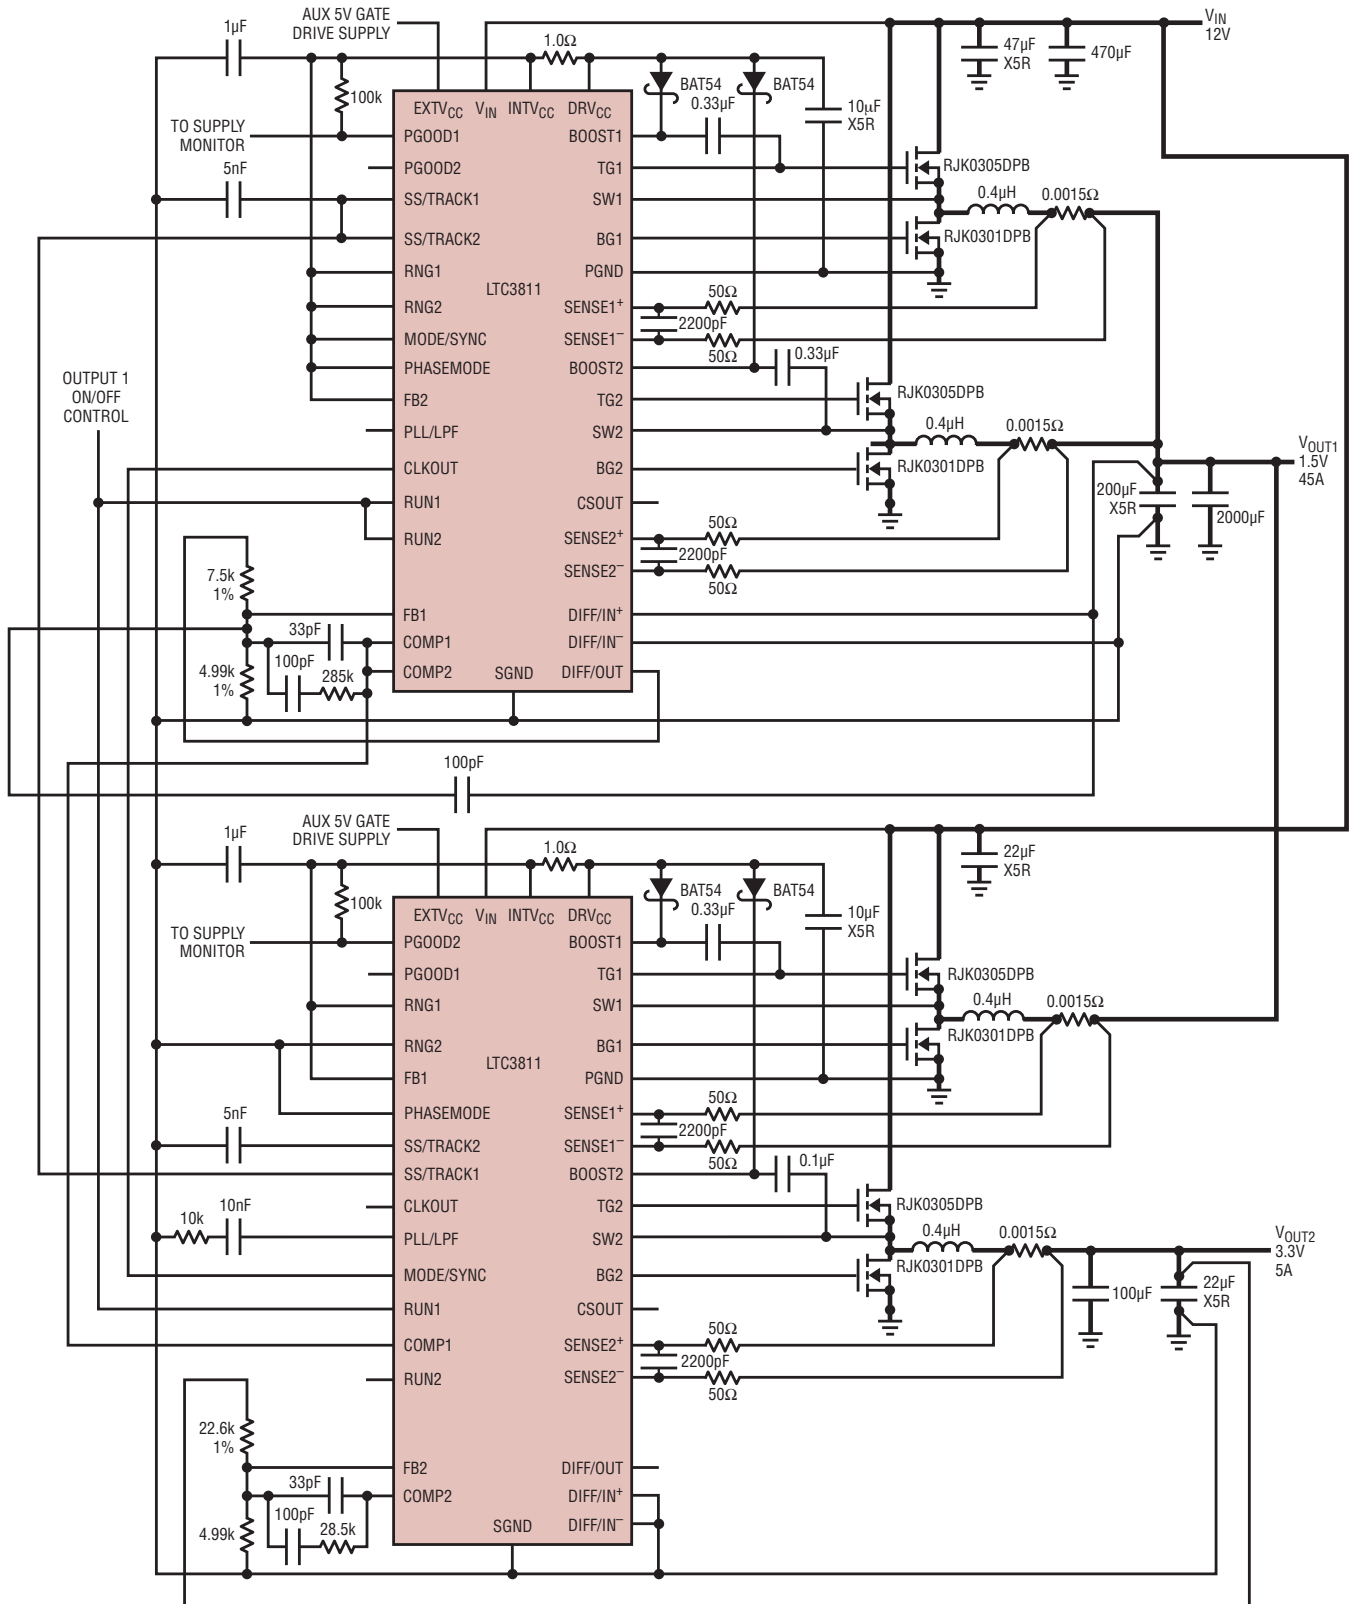 AUX 5V GATE
DRIVE SUPPLY
1µF
1.0Ω
VIN
12V
47µF
X5R
470µF
100k
BAT54
BAT54
0.33µF
10µF
X5R
EXTVCC
VIN
INTVCC
DRVCC
TO SUPPLY
MONITOR
PGOOD1
BOOST1
5nF
PGOOD2
TG1
RJK0305DPB
SS/TRACK1
SW1
0.4µH
0.0015Ω
SS/TRACK2
BG1
RJK0301DPB
RNG1
PGND
LTC3811
50Ω
RNG2
SENSE1+
2200pF
MODE/SYNC
SENSE1–
50Ω
0.33µF
PHASEMODE
BOOST2
OUTPUT 1
ON/OFF
CONTROL
FB2
TG2
RJK0305DPB
PLL/LPF
SW2
0.4µH
0.0015Ω
VOUT1
1.5V
45A
CLKOUT
BG2
RJK0301DPB
RUN1
CSOUT
200µF
X5R
2000µF
50Ω
RUN2
SENSE2+
2200pF
SENSE2–
50Ω
7.5k
1%
FB1
DIFF/IN+
33pF
COMP1
DIFF/IN–
100pF
285k
4.99k
1%
COMP2
SGND
DIFF/OUT
100pF
AUX 5V GATE
DRIVE SUPPLY
1µF
1.0Ω
22µF
X5R
100k
BAT54
BAT54
0.33µF
10µF
X5R
EXTVCC
VIN
INTVCC
DRVCC
TO SUPPLY
MONITOR
PGOOD2
BOOST1
PGOOD1
TG1
RJK0305DPB
RNG1
SW1
0.4µH
0.0015Ω
RNG2
BG1
RJK0301DPB
LTC3811
FB1
PGND
50Ω
5nF
PHASEMODE
SENSE1+
2200pF
SS/TRACK2
SENSE1–
50Ω
0.1µF
SS/TRACK1
BOOST2
10k
10nF
CLKOUT
TG2
RJK0305DPB
PLL/LPF
SW2
0.4µH
0.0015Ω
VOUT2
3.3V
5A
MODE/SYNC
BG2
RJK0301DPB
100µF
22µF
X5R
RUN1
CSOUT
50Ω
COMP1
SENSE2+
2200pF
RUN2
SENSE2–
50Ω
22.6k
1%
FB2
DIFF/OUT
33pF
COMP2
DIFF/IN+
100pF
28.5k
4.99k
SGND
DIFF/IN–